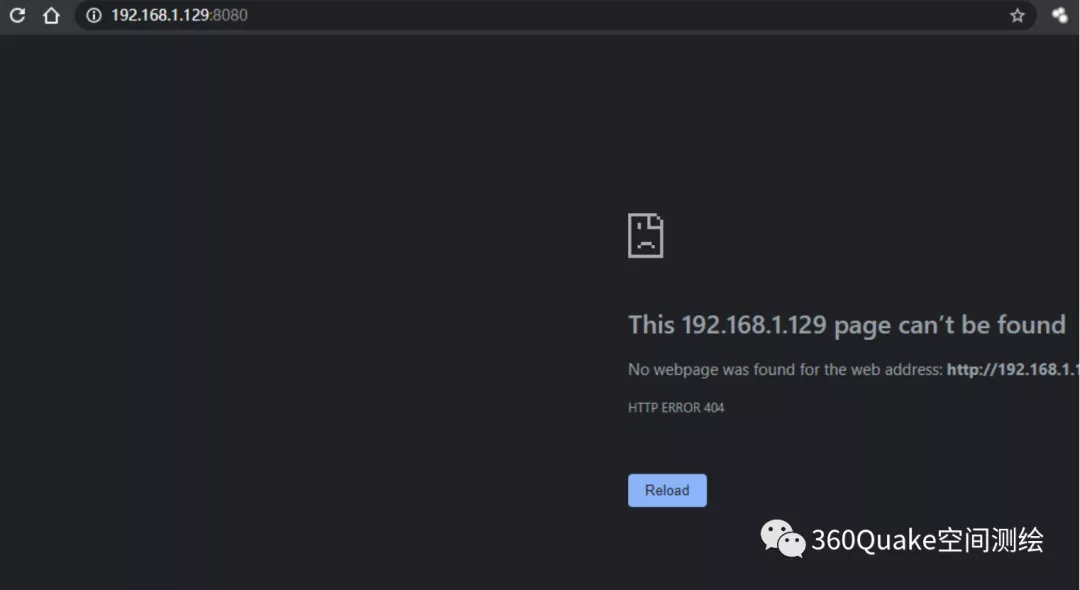 192.168.1.129:8080
This 192.168.1.129 page can't be found
No webpage was found for the web address: http://192.168.1.1
HTTP ERROR 404
Reload
360Quake空间测绘